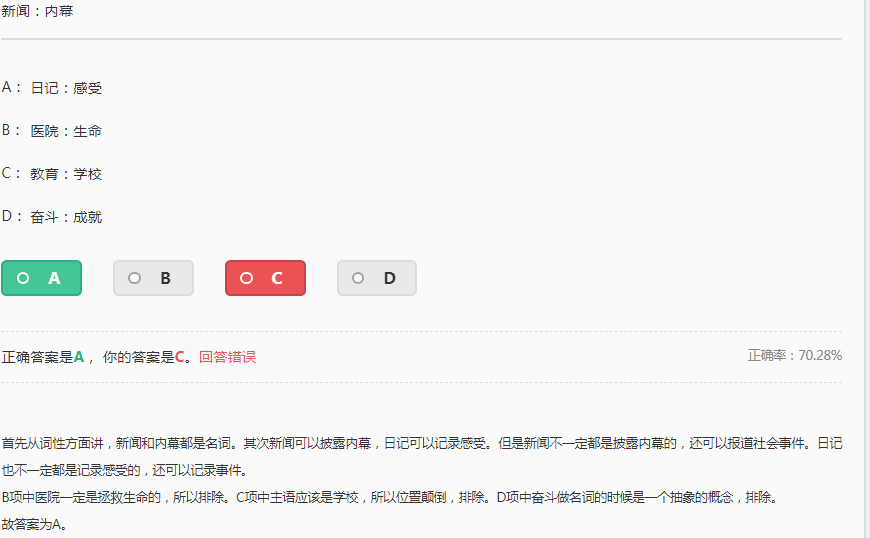 新闻：内幕
A： 日记：感受
B： 医院：生命
C： 教育：学校
D： 奋斗：成就
A B C D
正确答案是A， 你的答案是C。回答错误 正确率：70.28%
首先从词性方面讲，新闻和内幕都是名词。其次新闻可以披露内幕，日记可以记录感受。但是新闻不一定都是披露内幕的，还可以报道社会事件。日记
也不一定都是记录感受的，还可以记录事件。
B项中医院一定是拯救生命的，所以排除。C项中主语应该是学校，所以位置颠倒，排除。D项中奋斗做名词的时候是一个抽象的概念，排除。
故答案为A。